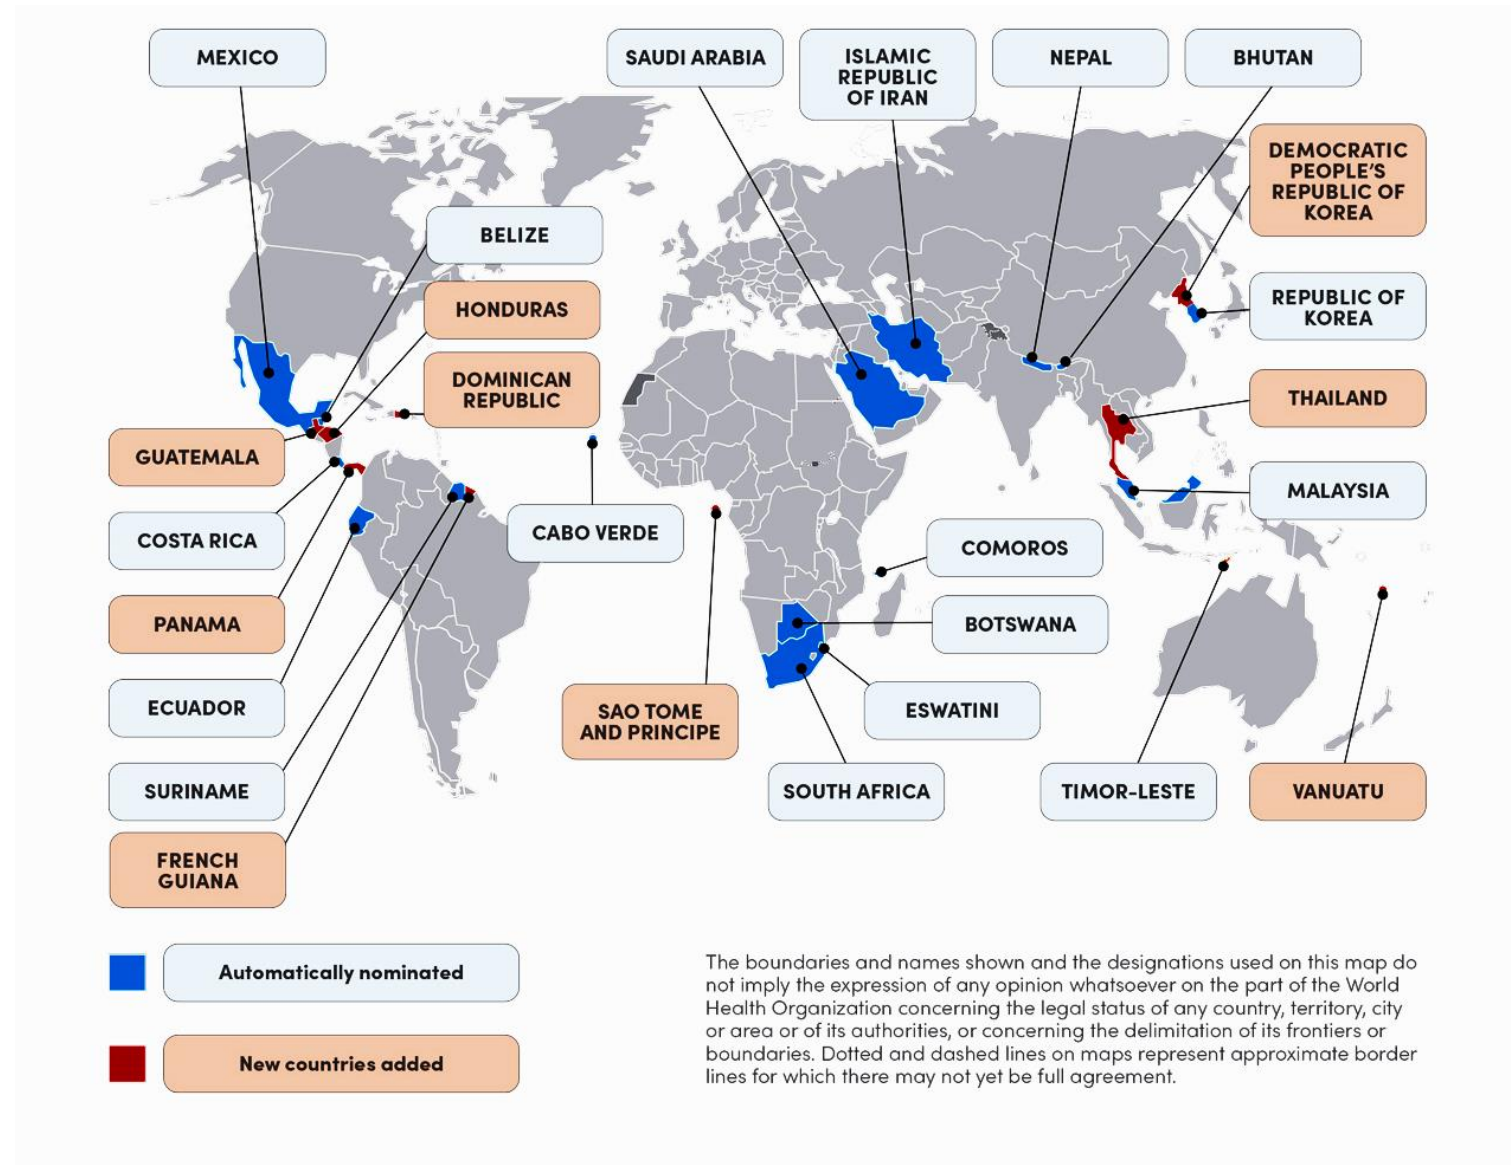 MEXICO
SAUDI ARABIA
ISLAMIC
REPUBLIC
OF IRAN
NEPAL
BHUTAN
DEMOCRATIC
PEOPLE'S
REPUBLIC OF
KOREA
BELIZE
HONDURAS
REPUBLIC OF
KOREA
DOMINICAN
REPUBLIC
THAILAND
GUATEMALA
MALAYSIA
COSTA RICA
CABO VERDE
COMOROS
PANAMA
BOTSWANA
ECUADOR
SAO TOME
AND PRINCIPE
ESWATINI
SURINAME
SOUTH AFRICA
TIMOR-LESTE
VANUATU
FRENCH
GUIANA
Automatically nominated
New countries added
The boundaries and names shown and the designations used on this map do
not imply the expression of any opinion whatsoever on the part of the World
Health Organization concerning the legal status of any country, territory, city
or area or of its authorities, or concerning the delimitation of its frontiers or
boundaries. Dotted and dashed lines on maps represent approximate border
lines for which there may not yet be full agreement.